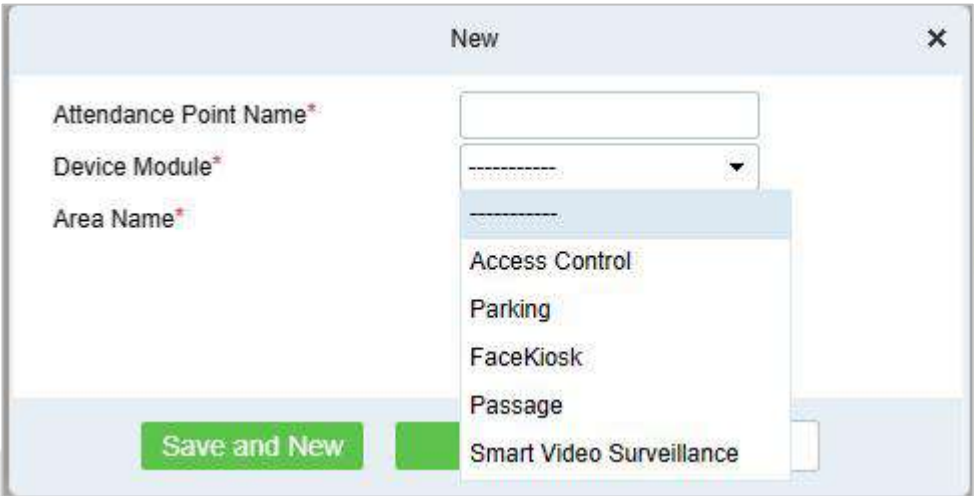 New
Attendance Point Name*
Device Module*
-----------
Area Name*
-----------
Access Control
Parking
FaceKiosk
Passage
Smart Video Surveillance
Save and New